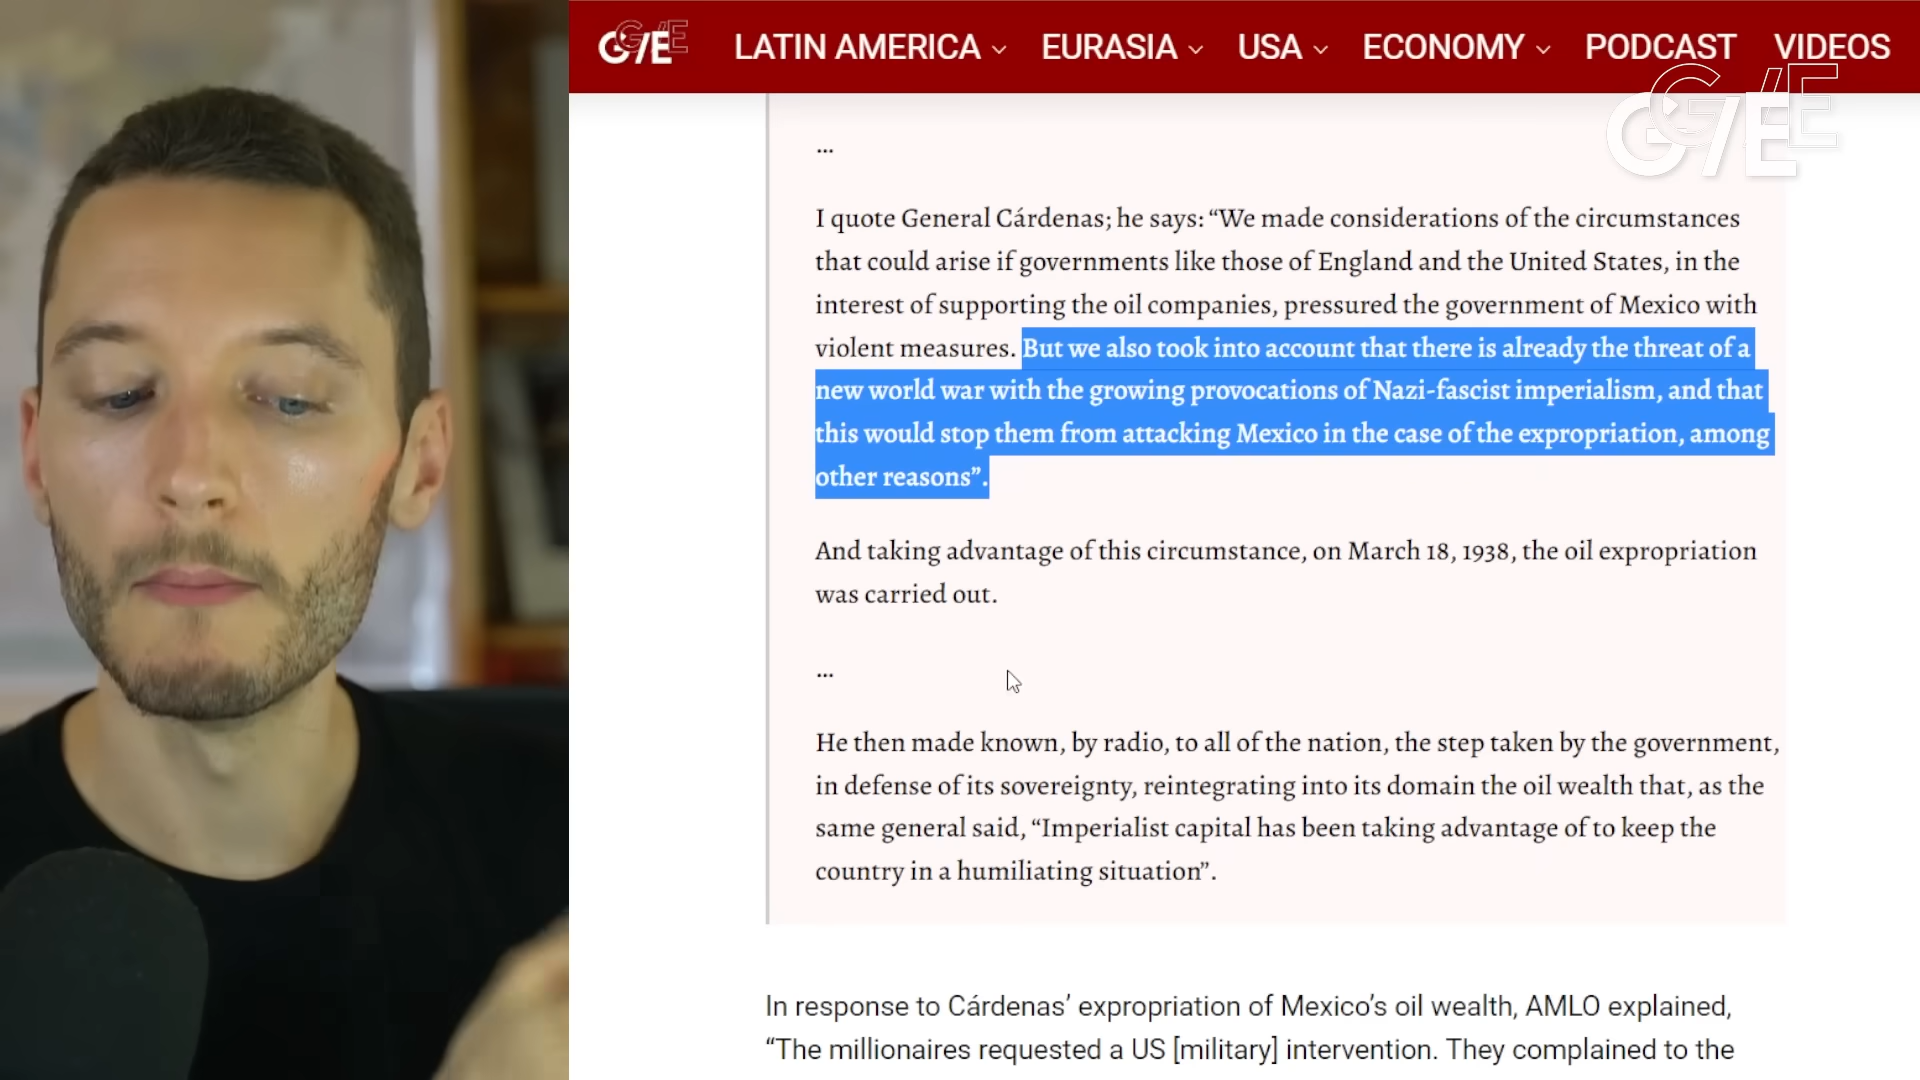 G/E
LATIN AMERICA
EURASIA
USA
ECONOMY
PODCAST
VIDEOS
G/E
...
I quote General Cárdenas; he says: “We made considerations of the circumstances
that could arise if governments like those of England and the United States, in the
interest of supporting the oil companies, pressured the government of Mexico with
violent measures. But we also took into account that there is already the threat of a
new world war with the growing provocations of Nazi-fascist imperialism, and that
this would stop them from attacking Mexico in the case of the expropriation, among
other reasons”.
And taking advantage of this circumstance, on March 18, 1938, the oil expropriation
was carried out.
...
He then made known, by radio, to all of the nation, the step taken by the government,
in defense of its sovereignty, reintegrating into its domain the oil wealth that, as the
same general said, “Imperialist capital has been taking advantage of to keep the
country in a humiliating situation”.
In response to Cárdenas’ expropriation of Mexico’s oil wealth, AMLO explained,
“The millionaires requested a US [military] intervention. They complained to the